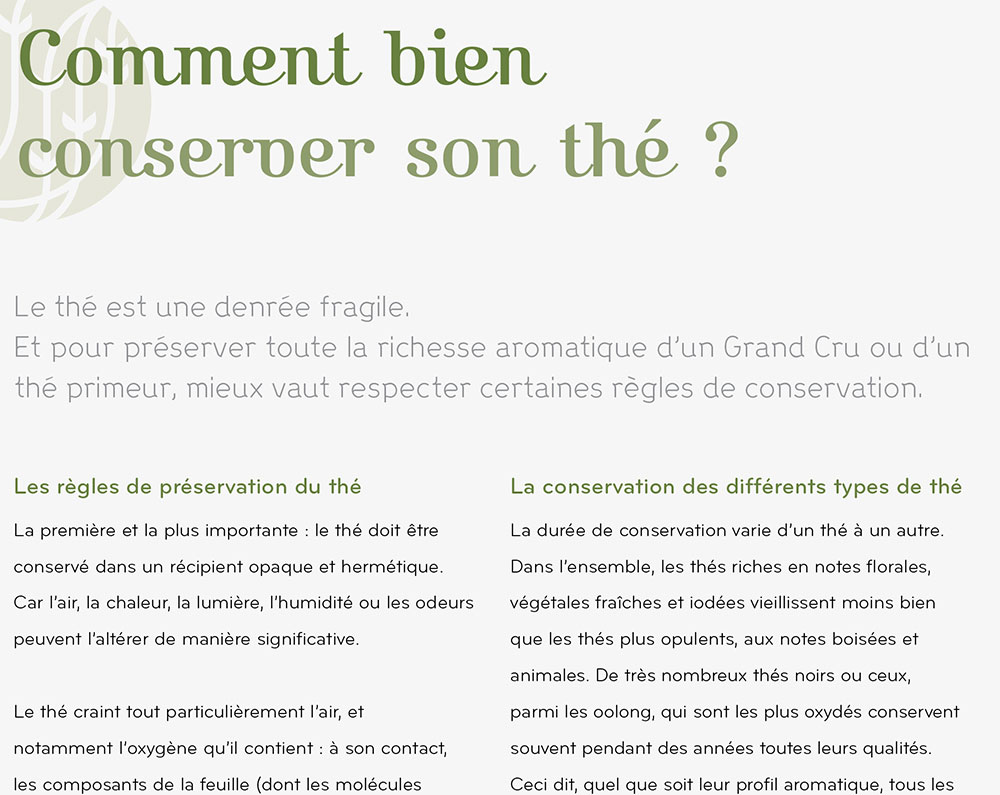 Comment bien
conserver son thé ?
Le thé est une denrée fragile.
Et pour préserver toute la richesse aromatique d’un Grand Cru ou d’un
thé primeur, mieux vaut respecter certaines règles de conservation.
Les règles de préservation du thé
La première et la plus importante : le thé doit être
conservé dans un récipient opaque et hermétique.
Car l’air, la chaleur, la lumière, l’humidité ou les odeurs
peuvent l’altérer de manière significative.
Le thé craint tout particulièrement l’air, et
notamment l’oxygène qu’il contient : à son contact,
les composants de la feuille (dont les molécules
La conservation des différents types de thé
La durée de conservation varie d’un thé à un autre.
Dans l’ensemble, les thés riches en notes florales,
végétales fraîches et iodées vieillissent moins bien
que les thés plus opulents, aux notes boisées et
animales. De très nombreux thés noirs ou ceux,
parmi les oolong, qui sont les plus oxydés conservent
souvent pendant des années toutes leurs qualités.
Ceci dit, quel que soit leur profil aromatique, tous les